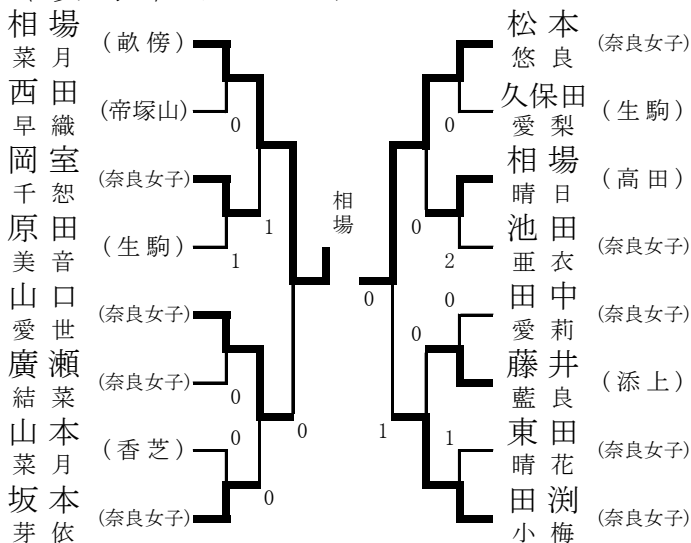 相場 菜月 (畝傍)
西田 早織 (帝塚山)
0
岡室 千恕 (奈良女子)
1
原田 美音 (生駒)
1
山口 愛世 (奈良女子)
廣瀬 結菜 (奈良女子)
0
0
山本 菜月 (香芝)
0
0
坂本 芽依 (奈良女子)
相場
松本 悠良 (奈良女子)
久保田 愛梨 (生駒)
0
相場 晴日 (高田)
0
池田 亜衣 (奈良女子)
2
0
0
田中 愛莉 (奈良女子)
0
藤井 藍良 (添上)
1
1
東田 晴花 (奈良女子)
田渕 小梅 (奈良女子)